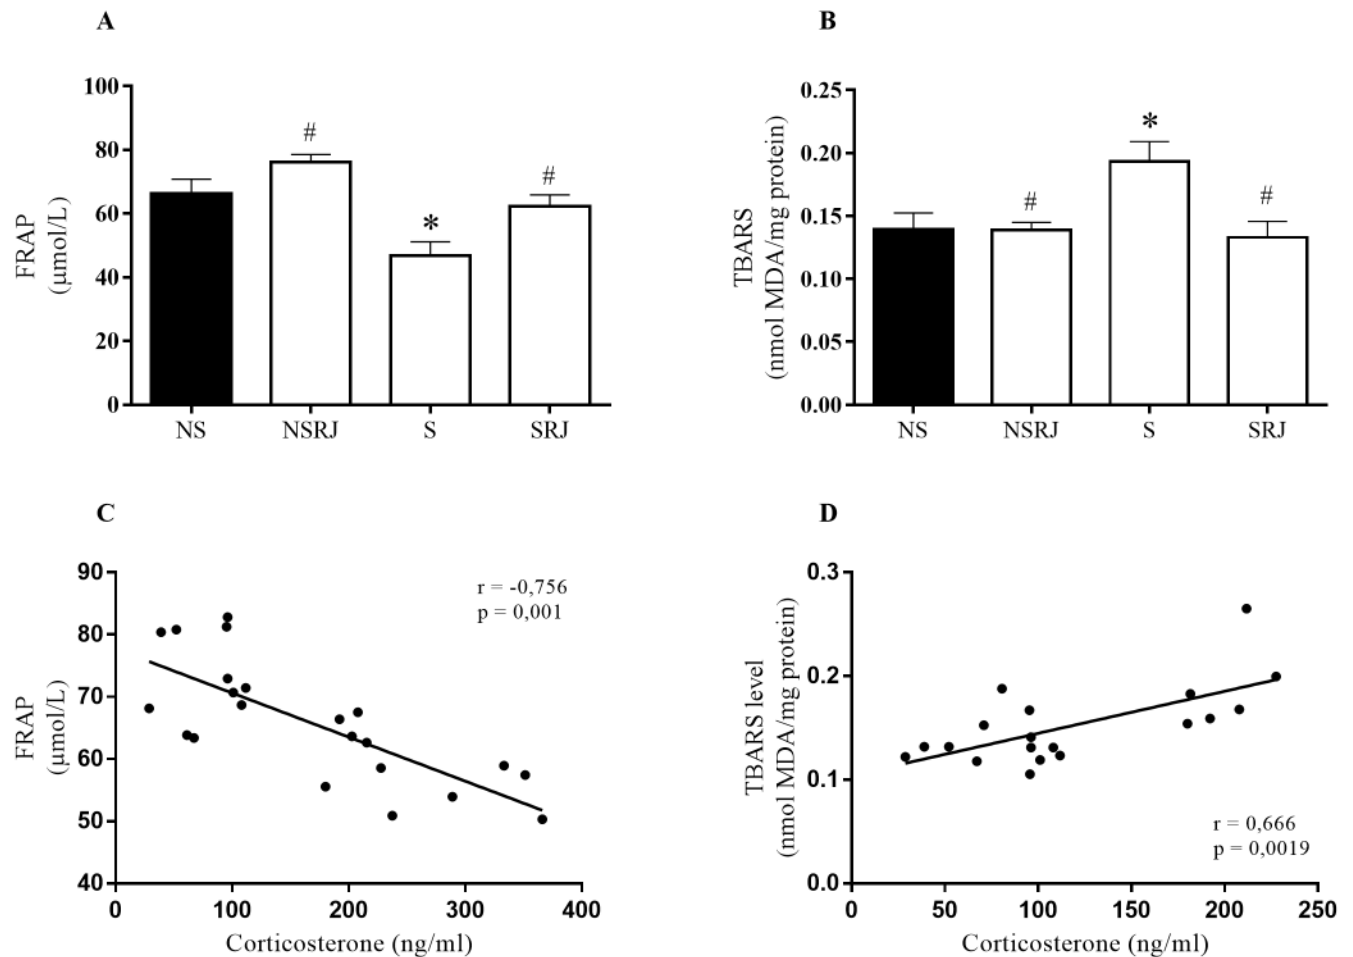 A
FRAP
(µmol/L)
100
80
60
40
20
0
#
*
#
NS
NSRJ
S
SRJ
B
TBARS
(nmol MDA/mg protein)
0.25
0.20
0.15
0.10
0.05
0.00
#
*
#
NS
NSRJ
S
SRJ
C
FRAP
(µmol/L)
90
80
70
60
50
40
r = -0,756
p = 0,001
0
100
200
300
400
Corticosterone (ng/ml)
D
TBARS level
(nmol MDA/mg protein)
0.3
0.2
0.1
0.0
r = 0,666
p = 0,0019
0
50
100
150
200
250
Corticosterone (ng/ml)